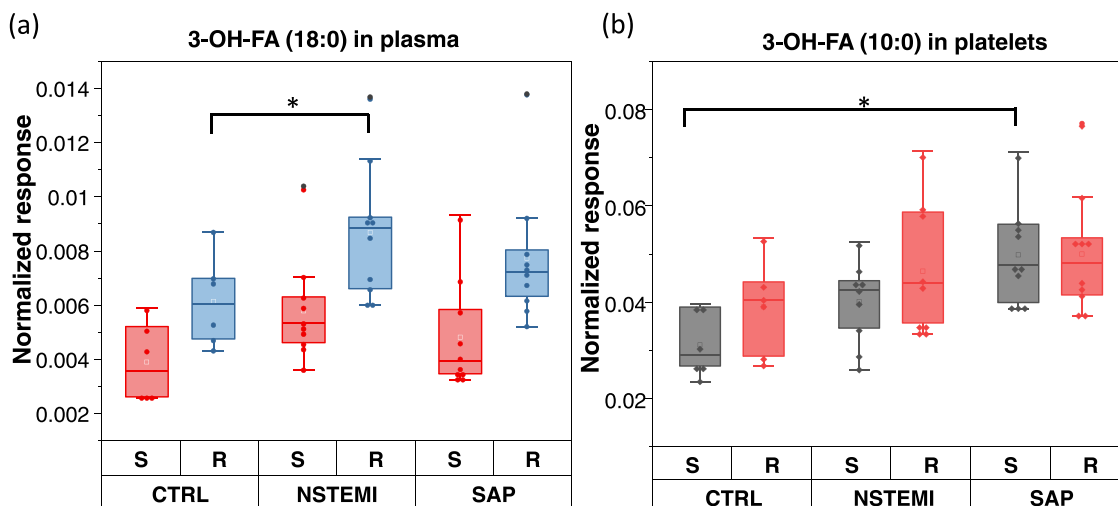 (a)
3-OH-FA (18:0) in plasma
Normalized response
0.014
0.012
0.01
0.008
0.006
0.004
0.002
*
S R S R S R
CTRL NSTEMI SAP
(b)
3-OH-FA (10:0) in platelets
Normalized response
0.08
0.06
0.04
0.02
*
S R S R S R
CTRL NSTEMI SAP